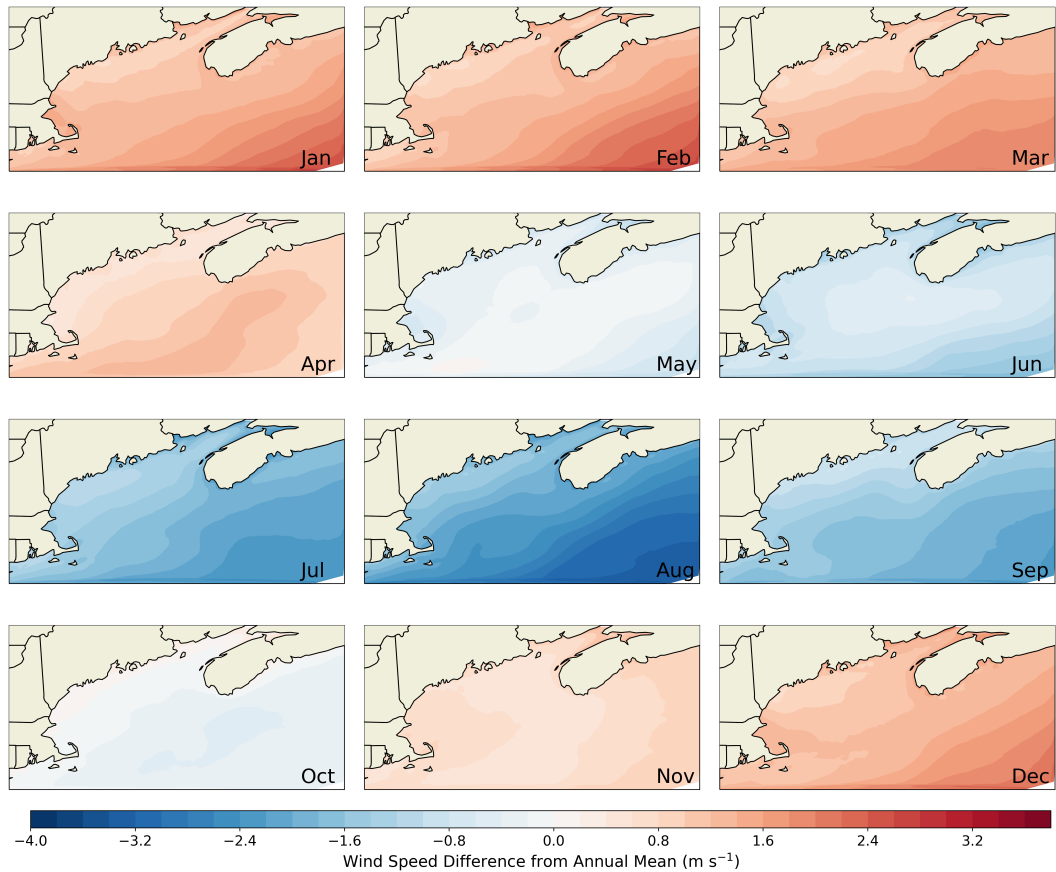 Jan
Feb
Mar
Apr
May
Jun
Jul
Aug
Sep
Oct
Nov
Dec
−4.0 −3.2 −2.4 −1.6 −0.8 0.0 0.8 1.6 2.4 3.2
Wind Speed Difference from Annual Mean (m s⁻¹)